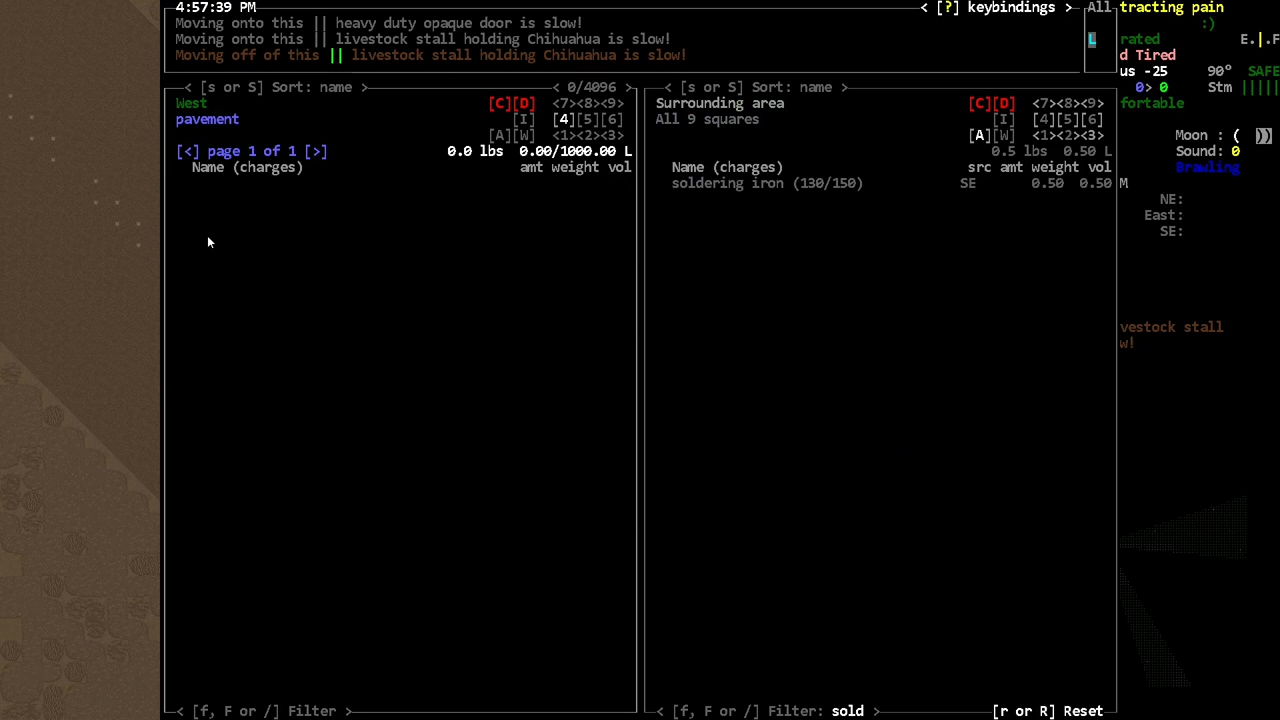 4:57:39 PM
< [?] keybindings >
Moving onto this || heavy duty opaque door is slow!
Moving onto this || livestock stall holding Chihuahua is slow!
Moving off of this || livestock stall holding Chihuahua is slow!
All
L
tracting pain
:)
rated E.|.F
d Tired
us -25 90° SAFE
0> 0 Stm |||||
fortable
Moon : ( ))
Sound: 0
Brawling
M
NE:
East:
SE:
vestock stall
w!
< [s or S] Sort: name > < 0/4096 >
West [C][D] <7><8><9>
pavement [I] [4][5][6]
[A][W] <1><2><3>
[<] page 1 of 1 [>] 0.0 lbs 0.00/1000.00 L
Name (charges) amt weight vol
< [f, F or /] Filter >
< [s or S] Sort: name >
Surrounding area [C][D] <7><8><9>
All 9 squares [I] [4][5][6]
[A][W] <1><2><3>
0.5 lbs 0.50 L
Name (charges) src amt weight vol
soldering iron (130/150) SE 0.50 0.50
< [f, F or /] Filter: sold > [r or R] Reset